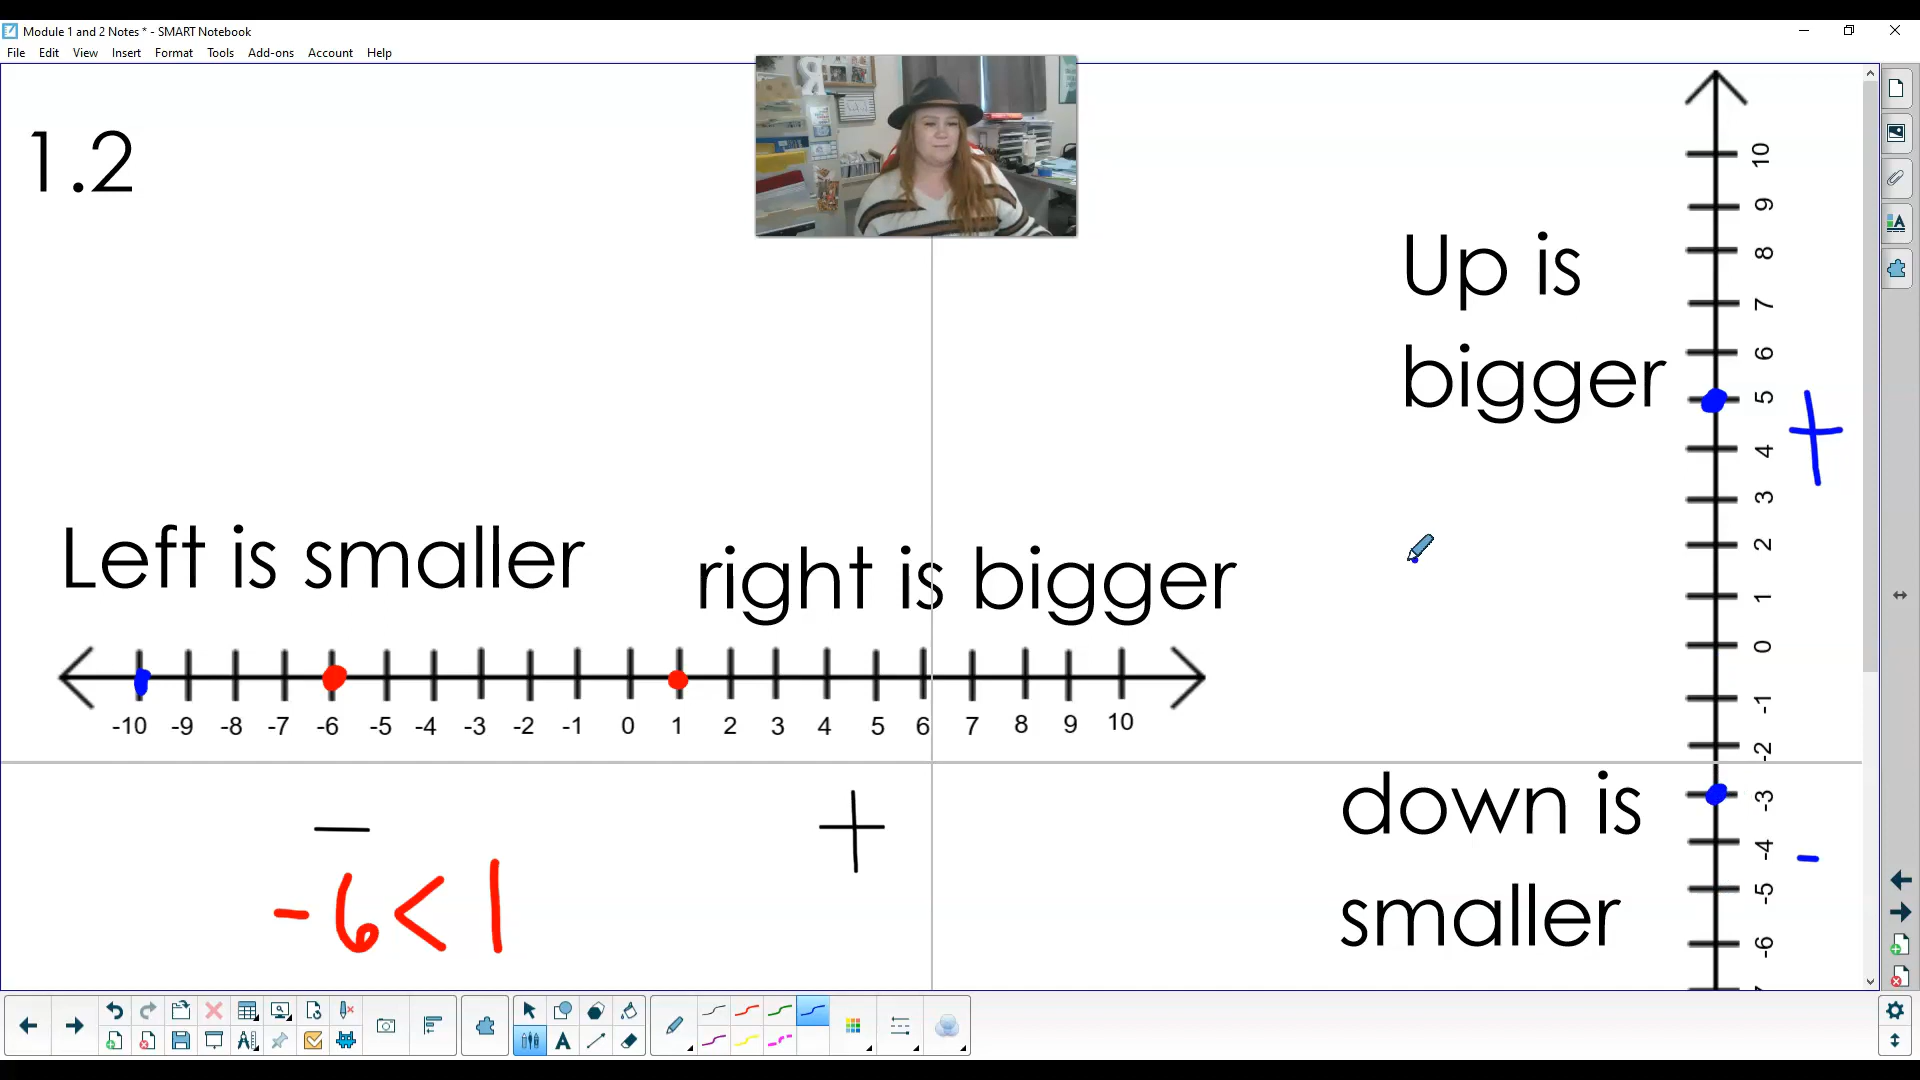 Module 1 and 2 Notes * - SMART Notebook
File Edit View Insert Format Tools Add-ons Account Help
1.2
Up is
bigger
Left is smaller
right is bigger
-10 -9 -8 -7 -6 -5 -4 -3 -2 -1 0 1 2 3 4 5 6 7 8 9 10
10
9
8
7
6
5
4
3
2
1
0
-1
-2
-3
-4
-5
-6
+
-
down is
smaller
− +
-6<1